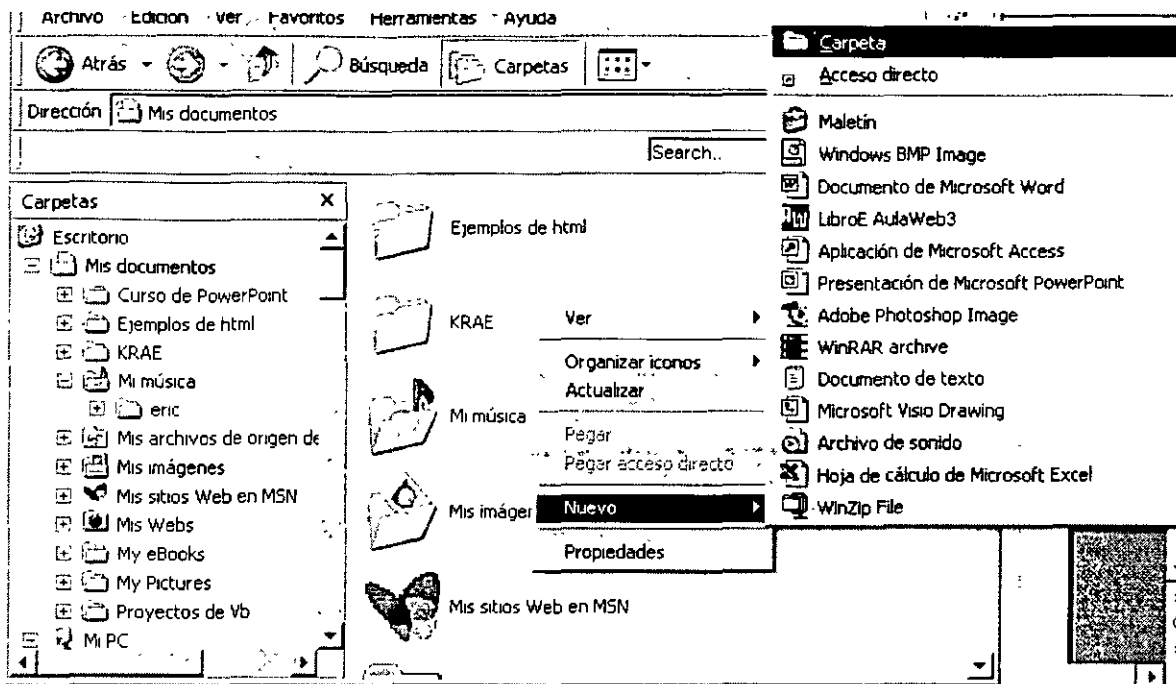 Archivo Edición Ver Favoritos Herramientas Ayuda
Atrás Búsqueda Carpetas
Dirección Mis documentos
Search..
Carpetas x
Escritorio
Mis documentos
Curso de PowerPoint
Ejemplos de html
KRAE
Mi música
eric
Mis archivos de origen de
Mis imágenes
Mis sitios Web en MSN
Mis Webs
My eBooks
My Pictures
Proyectos de Vb
Mi PC
Ejemplos de html
KRAE
Mi música
Mis imáger
Mis sitios Web en MSN
Ver
Organizar iconos
Actualizar
Pegar
Pegar acceso directo
Nuevo
Propiedades
Carpeta
Acceso directo
Maletín
Windows BMP Image
Documento de Microsoft Word
LibroE AulaWeb3
Aplicación de Microsoft Access
Presentación de Microsoft PowerPoint
Adobe Photoshop Image
WinRAR archive
Documento de texto
Microsoft Visio Drawing
Archivo de sonido
Hoja de cálculo de Microsoft Excel
WinZip File